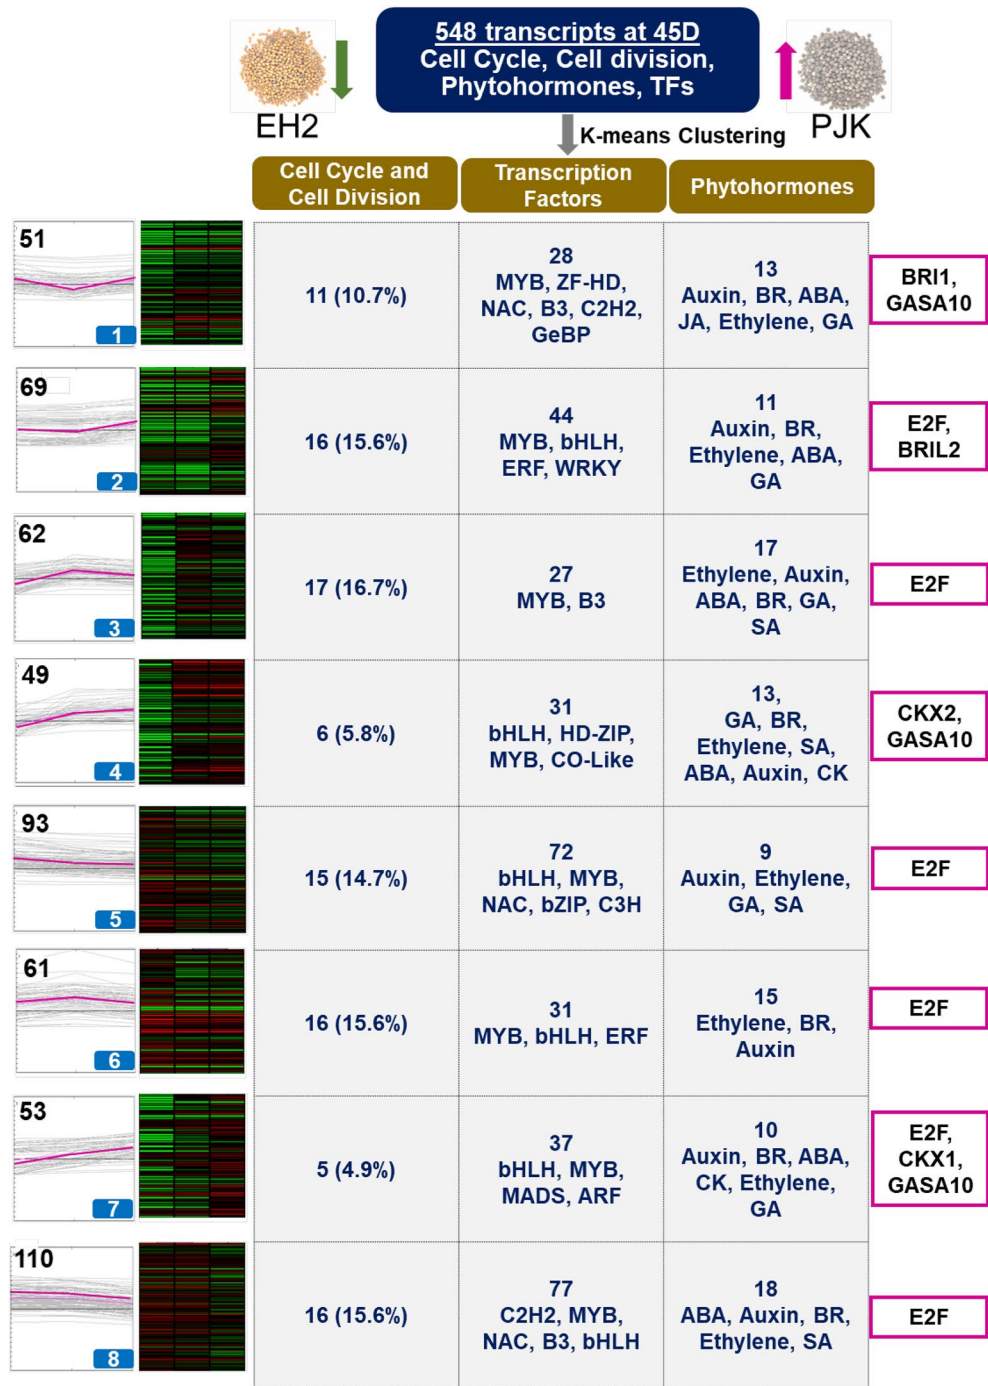 548 transcripts at 45D
Cell Cycle, Cell division,
Phytohormones, TFs
EH2
PJK
K-means Clustering
Cell Cycle and
Cell Division
Transcription
Factors
Phytohormones
51
1
11 (10.7%)
28
MYB, ZF-HD,
NAC, B3, C2H2,
GeBP
13
Auxin, BR, ABA,
JA, Ethylene, GA
BRI1,
GASA10
69
2
16 (15.6%)
44
MYB, bHLH,
ERF, WRKY
11
Auxin, BR,
Ethylene, ABA,
GA
E2F,
BRIL2
62
3
17 (16.7%)
27
MYB, B3
17
Ethylene, Auxin,
ABA, BR, GA,
SA
E2F
49
4
6 (5.8%)
31
bHLH, HD-ZIP,
MYB, CO-Like
13,
GA, BR,
Ethylene, SA,
ABA, Auxin, CK
CKX2,
GASA10
93
5
15 (14.7%)
72
bHLH, MYB,
NAC, bZIP, C3H
9
Auxin, Ethylene,
GA, SA
E2F
61
6
16 (15.6%)
31
MYB, bHLH, ERF
15
Ethylene, BR,
Auxin
E2F
53
7
5 (4.9%)
37
bHLH, MYB,
MADS, ARF
10
Auxin, BR, ABA,
CK, Ethylene,
GA
E2F,
CKX1,
GASA10
110
8
16 (15.6%)
77
C2H2, MYB,
NAC, B3, bHLH
18
ABA, Auxin, BR,
Ethylene, SA
E2F